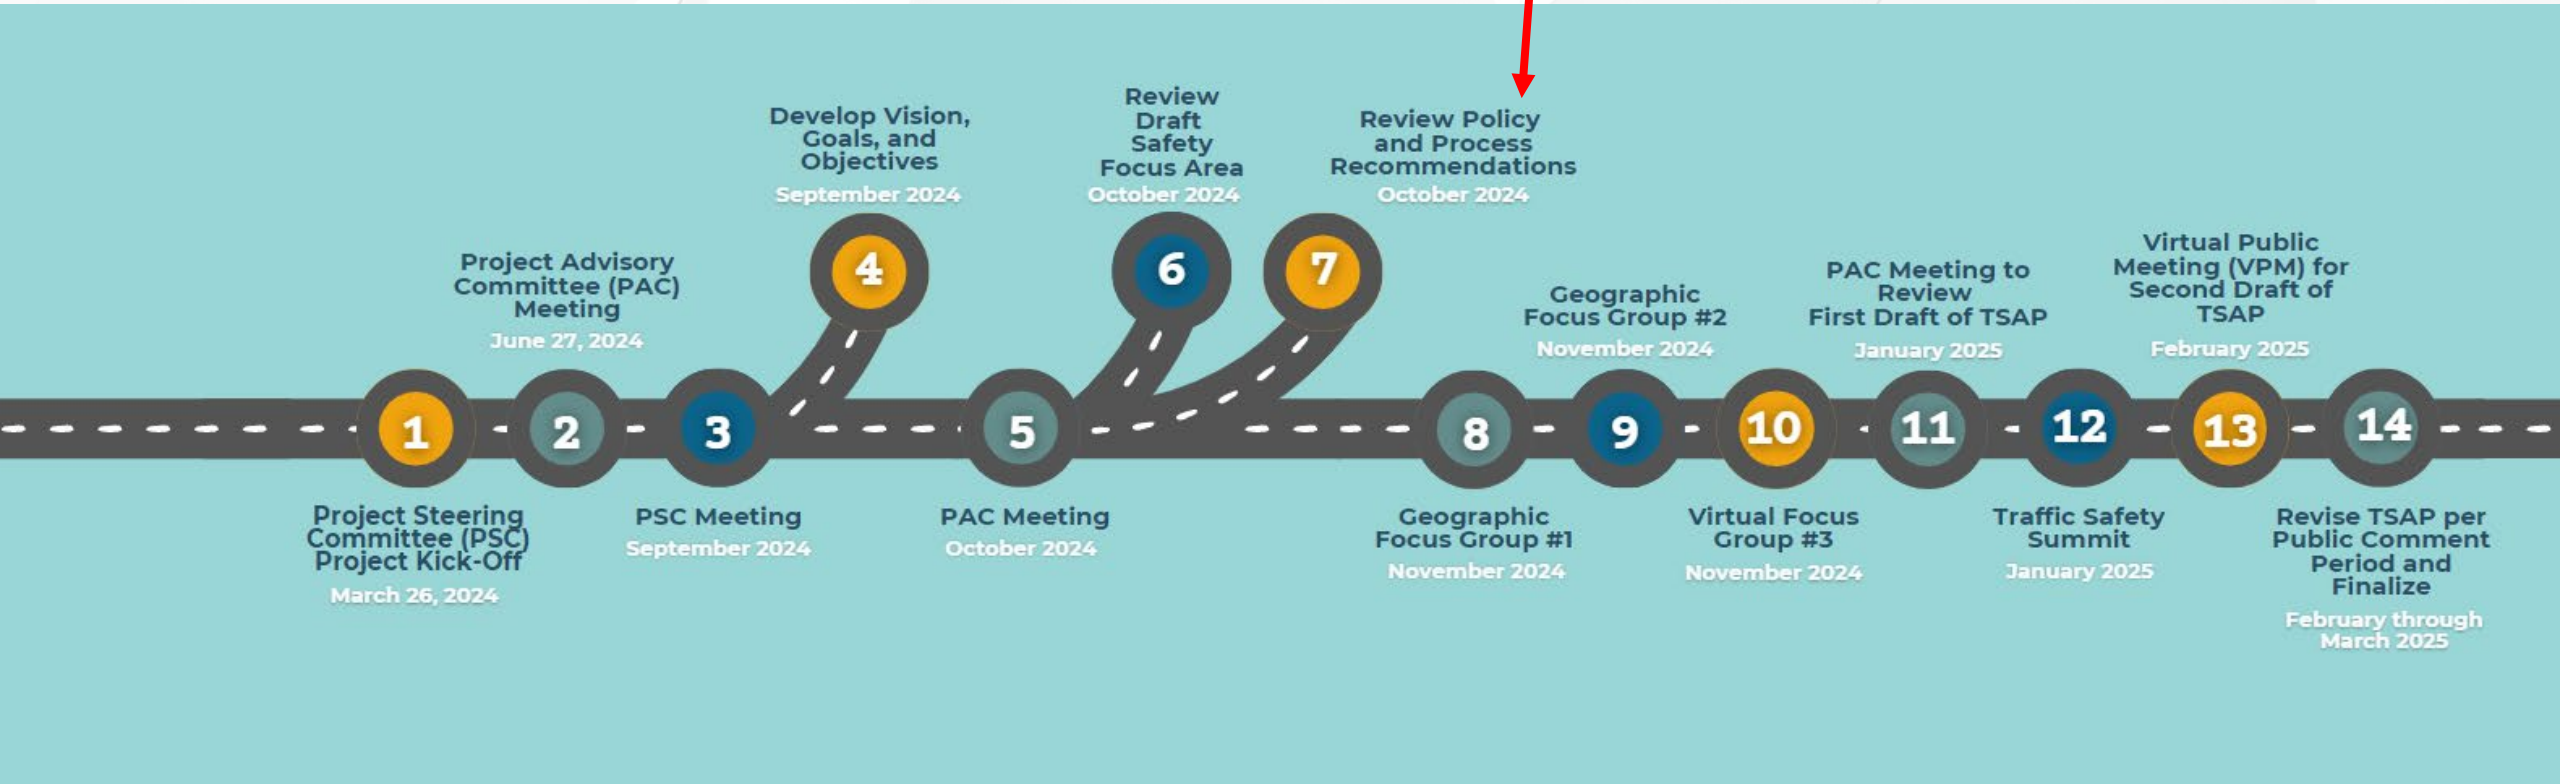 1
Project Steering
Committee (PSC)
Project Kick-Off
March 26, 2024
Project Advisory
Committee (PAC)
Meeting
June 27, 2024
2
3
PSC Meeting
September 2024
Develop Vision,
Goals, and
Objectives
September 2024
4
5
PAC Meeting
October 2024
Review
Draft
Safety
Focus Area
October 2024
6
Review Policy
and Process
Recommendations
October 2024
7
8
Geographic
Focus Group #1
November 2024
Geographic
Focus Group #2
November 2024
9
10
Virtual Focus
Group #3
November 2024
PAC Meeting to
Review
First Draft of TSAP
January 2025
11
12
Traffic Safety
Summit
January 2025
Virtual Public
Meeting (VPM) for
Second Draft of
TSAP
February 2025
13
14
Revise TSAP per
Public Comment
Period and
Finalize
February through
March 2025